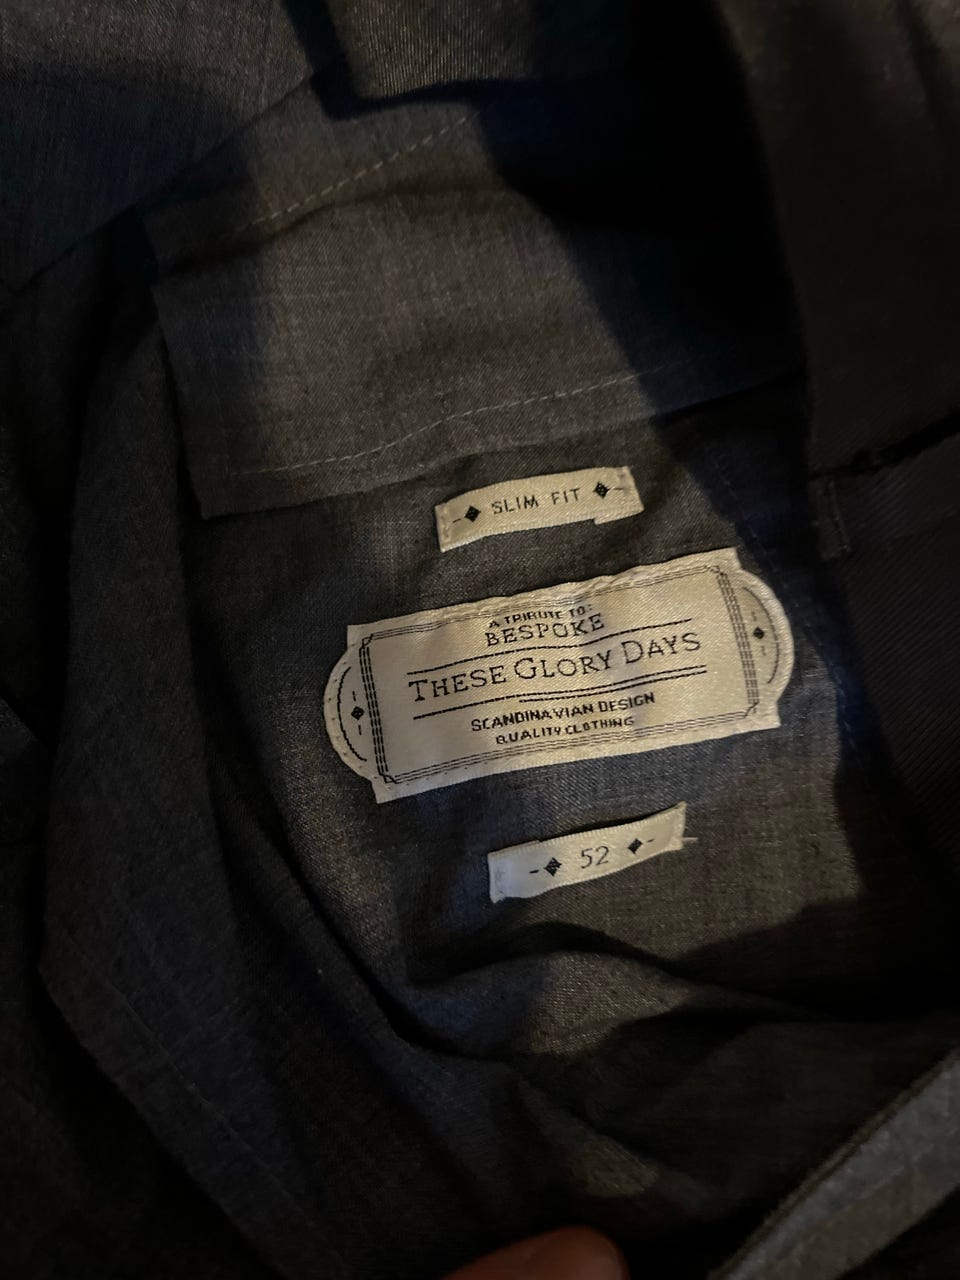 SLIM FIT
A TRIBUTE TO:
BESPOKE
THESE GLORY DAYS
SCANDINAVIAN DESIGN
QUALITY CLOTHING
52